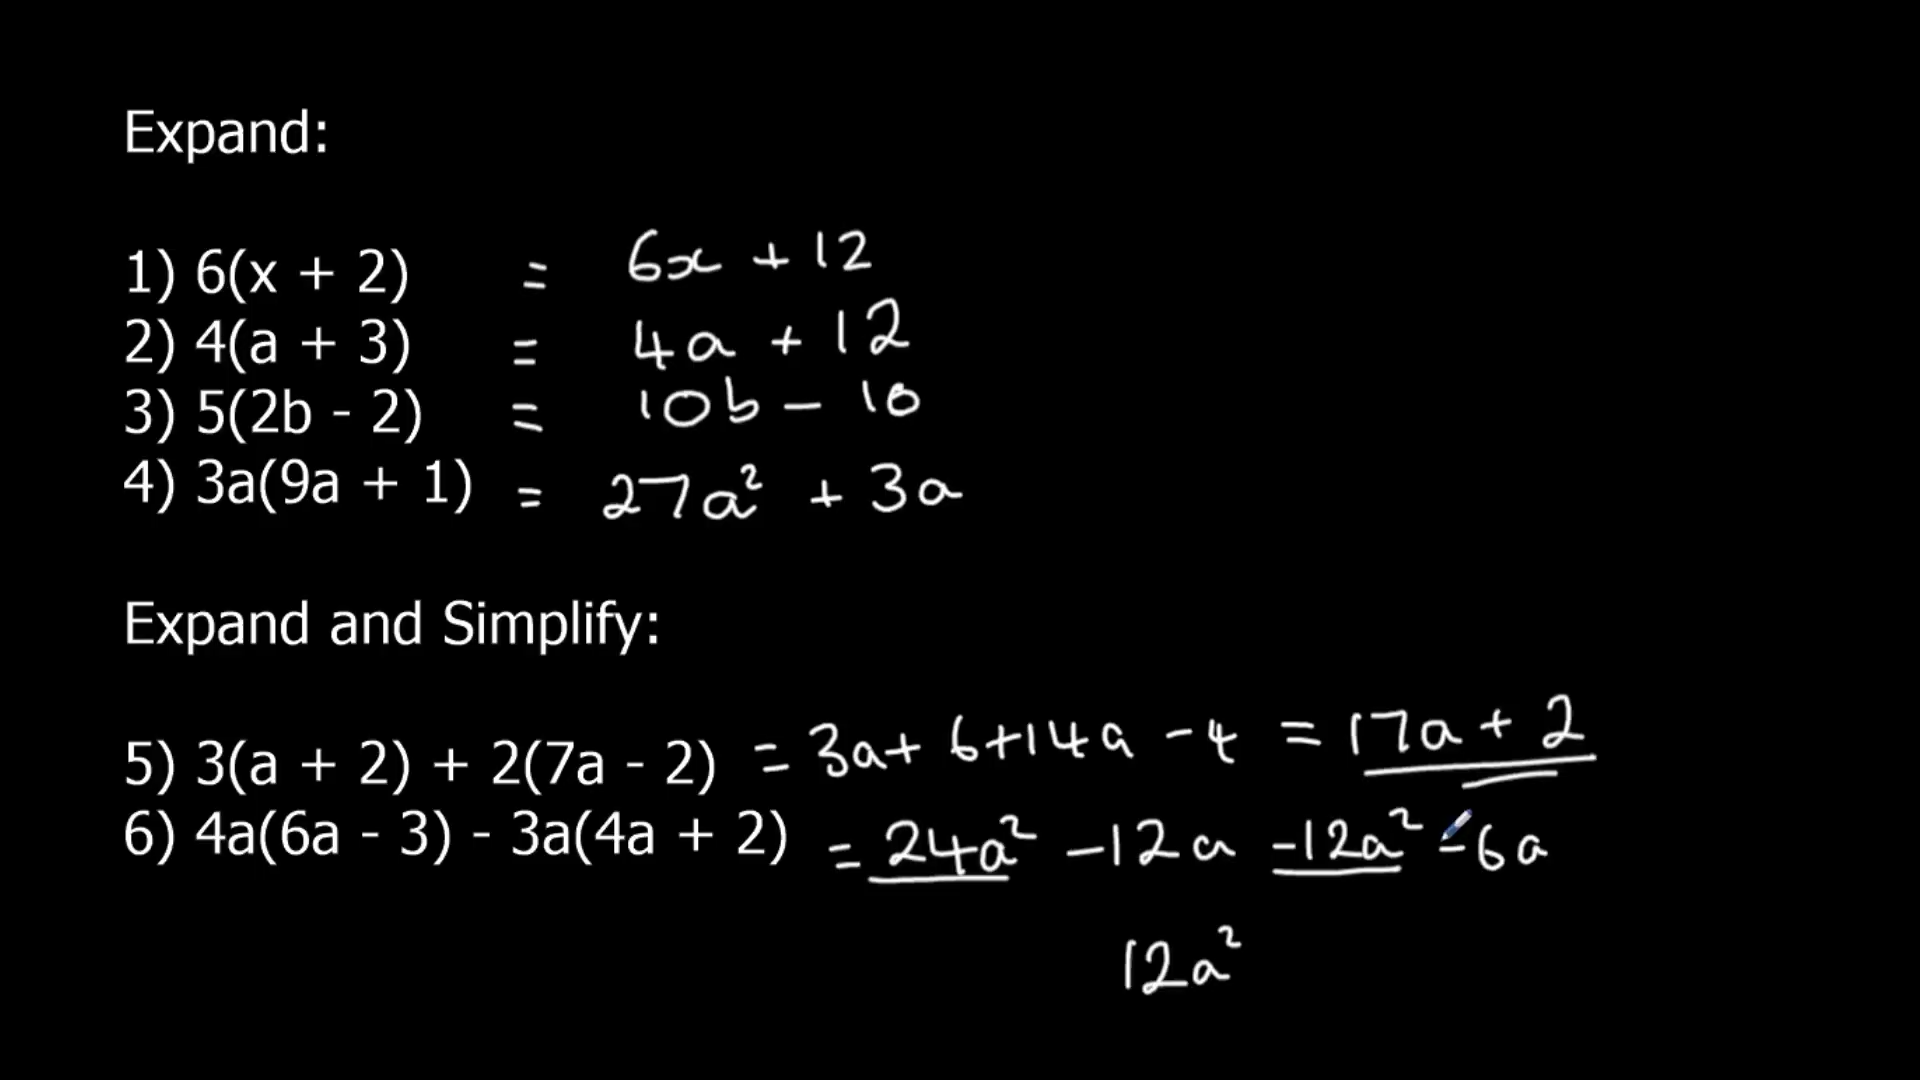 Expand:
1) 6(x + 2) = 6x + 12
2) 4(a + 3) = 4a + 12
3) 5(2b - 2) = 10b - 10
4) 3a(9a + 1) = 27a² + 3a
Expand and Simplify:
5) 3(a + 2) + 2(7a - 2) = 3a + 6 + 14a - 4 = 17a + 2
6) 4a(6a - 3) - 3a(4a + 2) = 24a² - 12a - 12a² - 6a
12a²